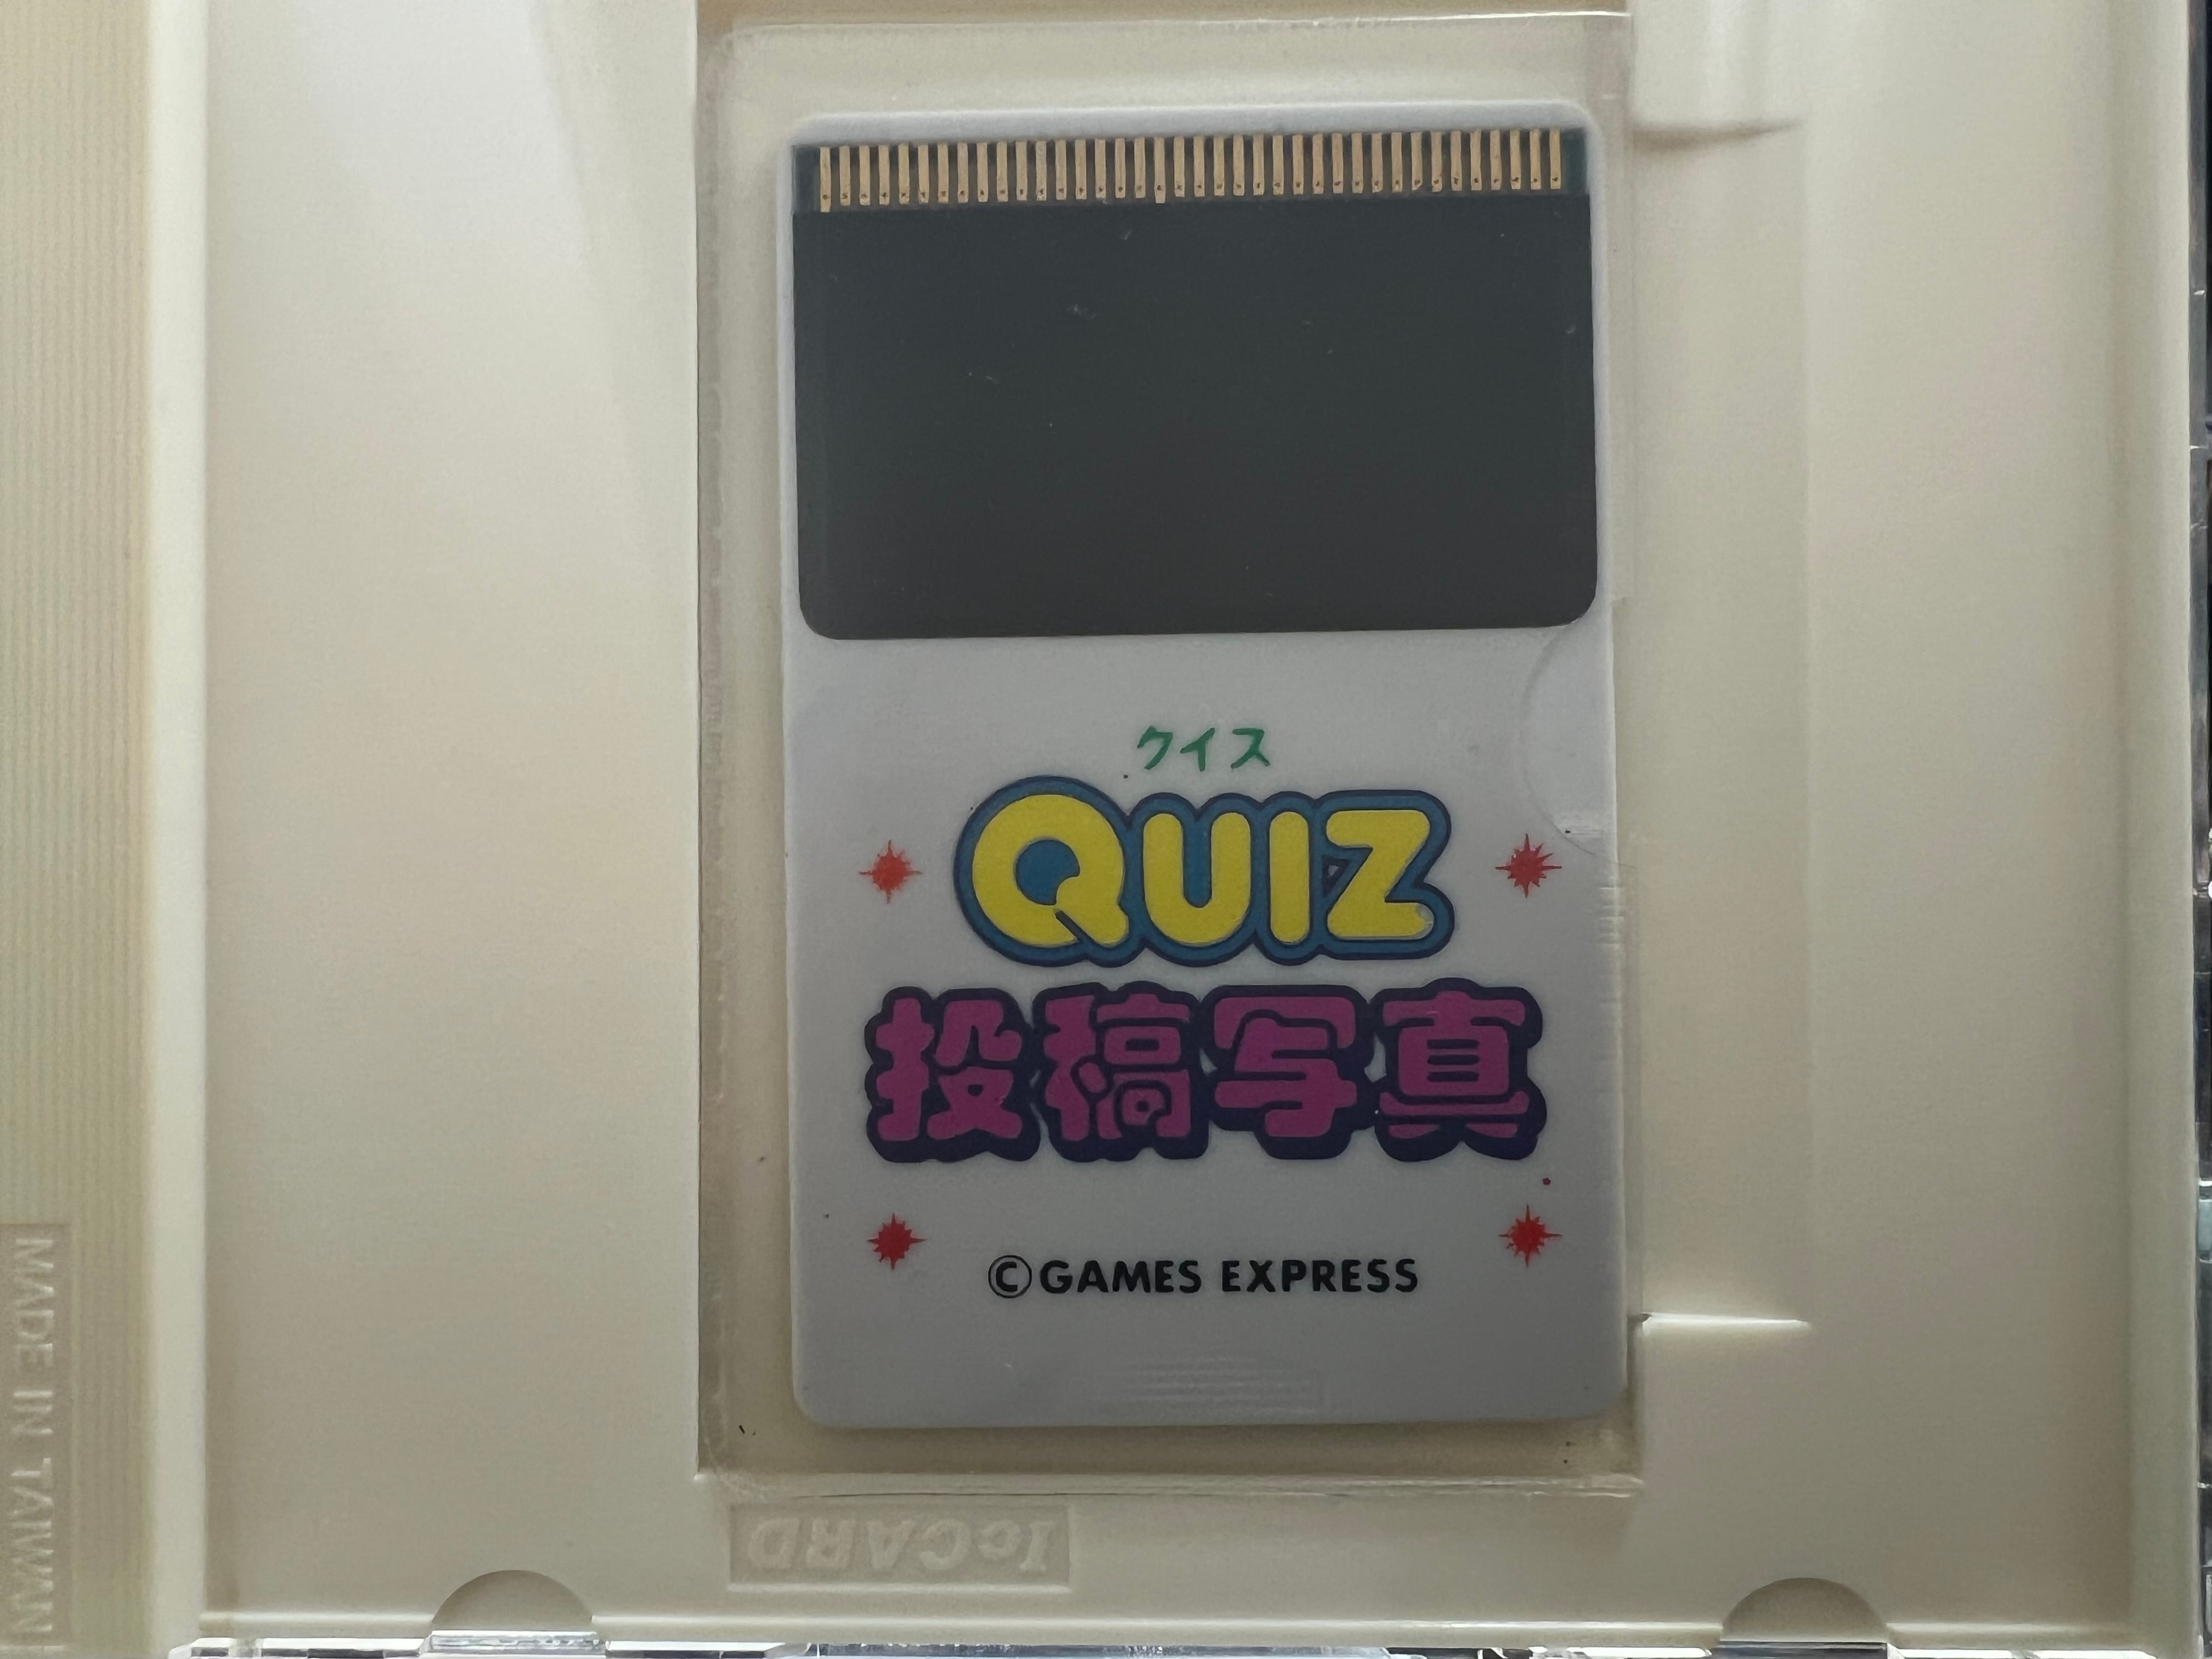 クイス
QUIZ
投稿写真
©GAMES EXPRESS
IcCARD
MADE IN TAIWAN